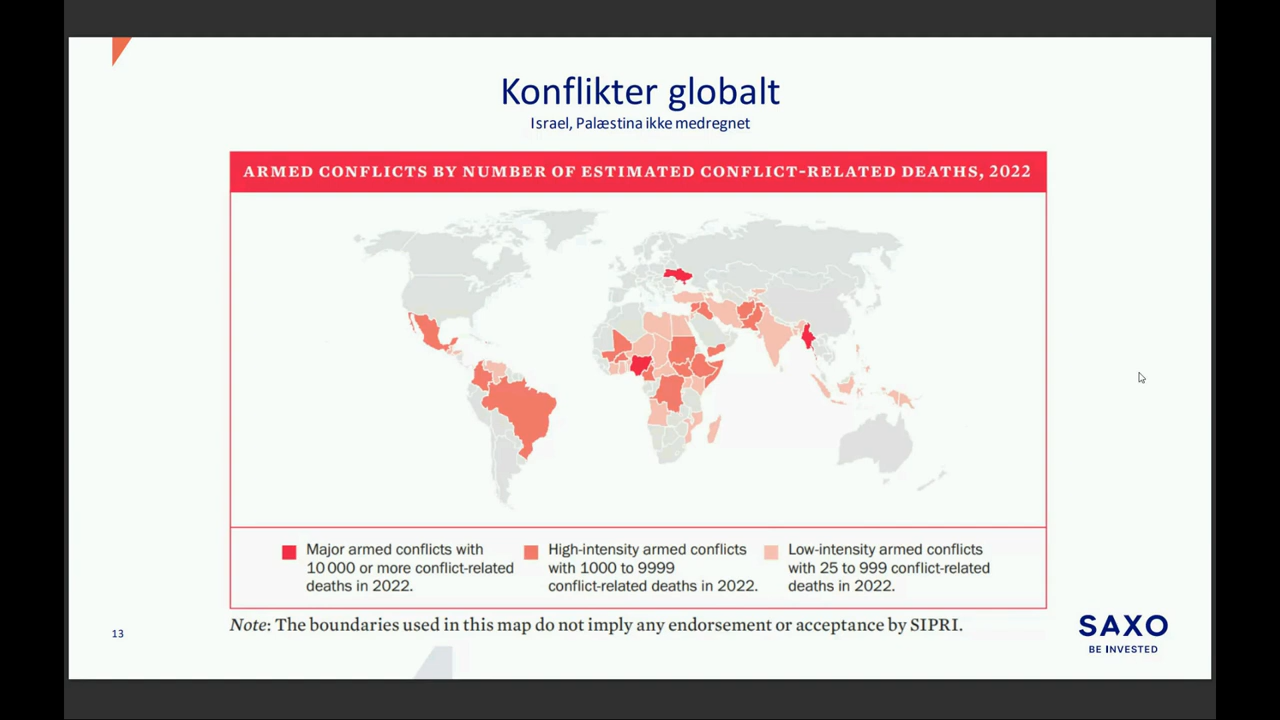 Konflikter globalt
Israel, Palæstina ikke medregnet
ARMED CONFLICTS BY NUMBER OF ESTIMATED CONFLICT-RELATED DEATHS, 2022
Major armed conflicts with
10 000 or more conflict-related
deaths in 2022.
High-intensity armed conflicts
with 1000 to 9999
conflict-related deaths in 2022.
Low-intensity armed conflicts
with 25 to 999 conflict-related
deaths in 2022.
Note: The boundaries used in this map do not imply any endorsement or acceptance by SIPRI.
13
SAXO
BE INVESTED